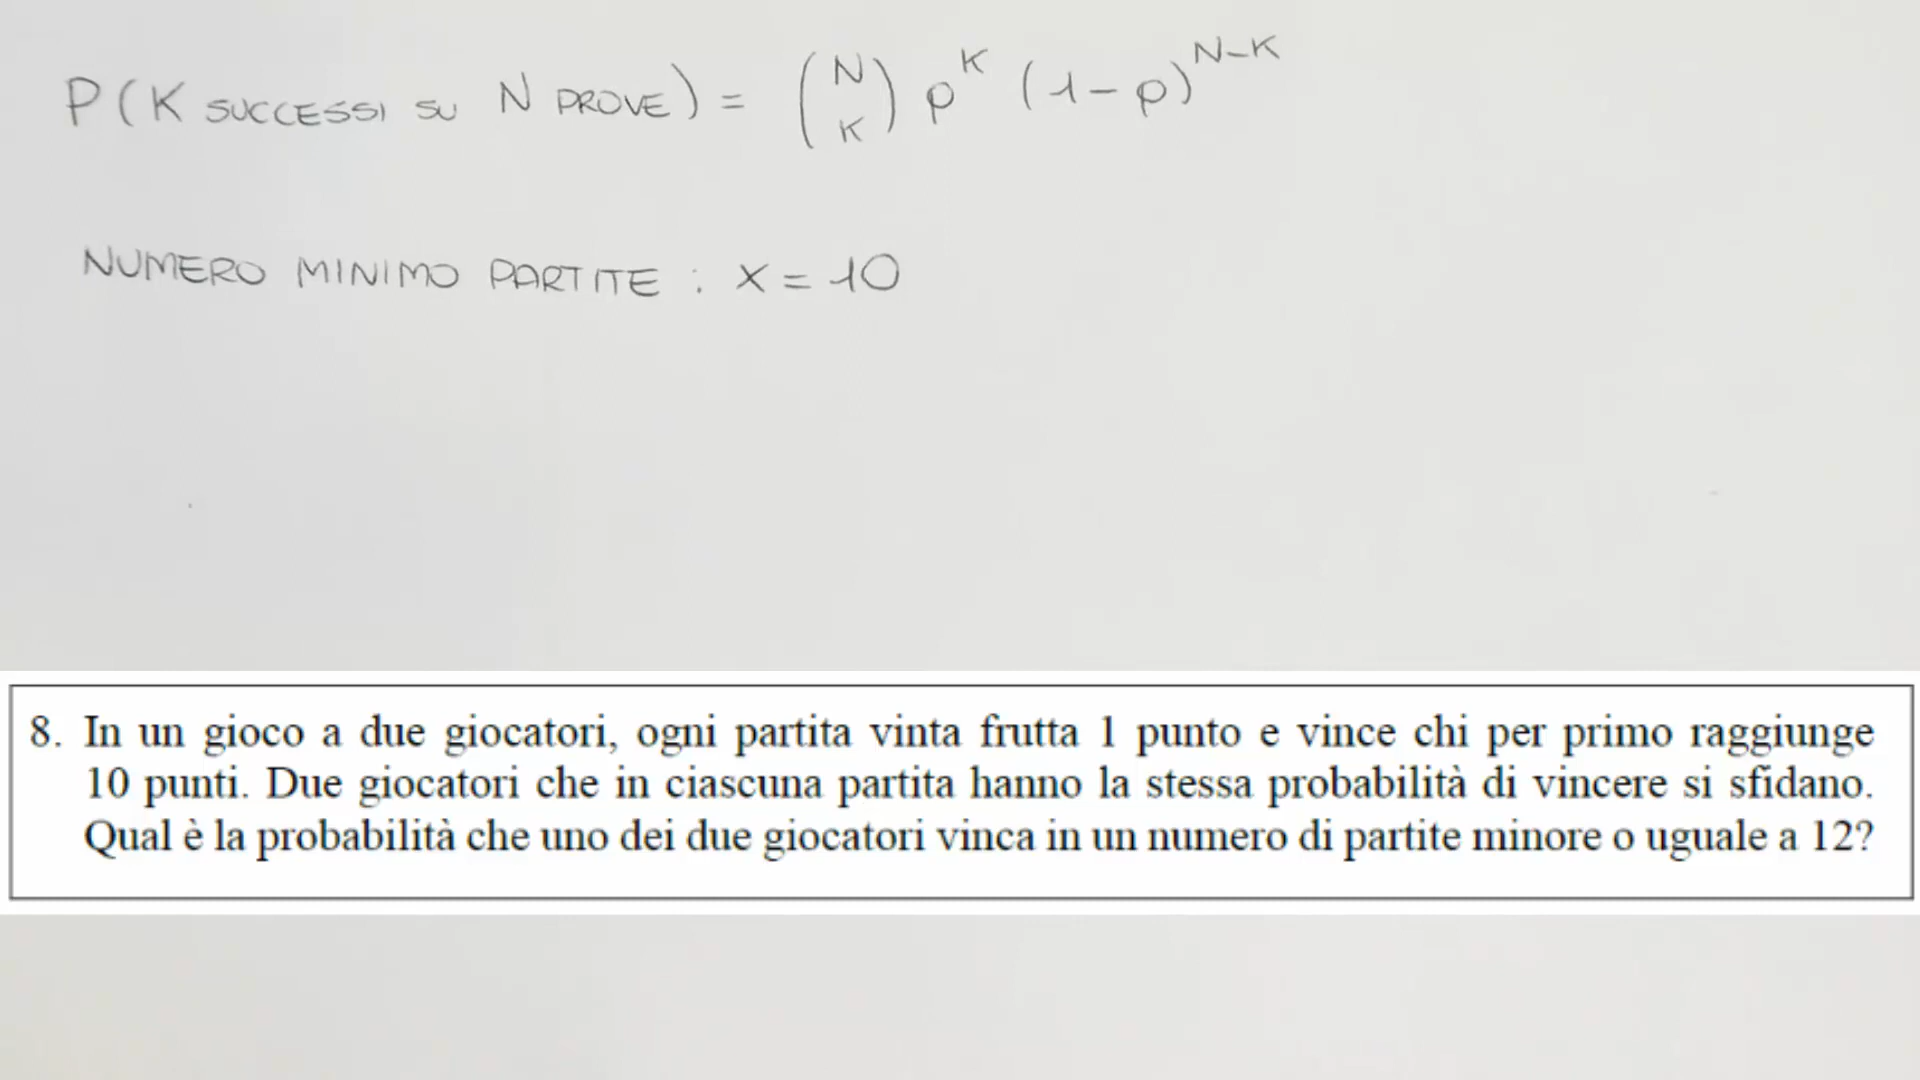 P(K SUCCESSI SU N PROVE) = (N K) p^K (1-p)^N-K
NUMERO MINIMO PARTITE : x = 10
8. In un gioco a due giocatori, ogni partita vinta frutta 1 punto e vince chi per primo raggiunge
10 punti. Due giocatori che in ciascuna partita hanno la stessa probabilità di vincere si sfidano.
Qual è la probabilità che uno dei due giocatori vinca in un numero di partite minore o uguale a 12?